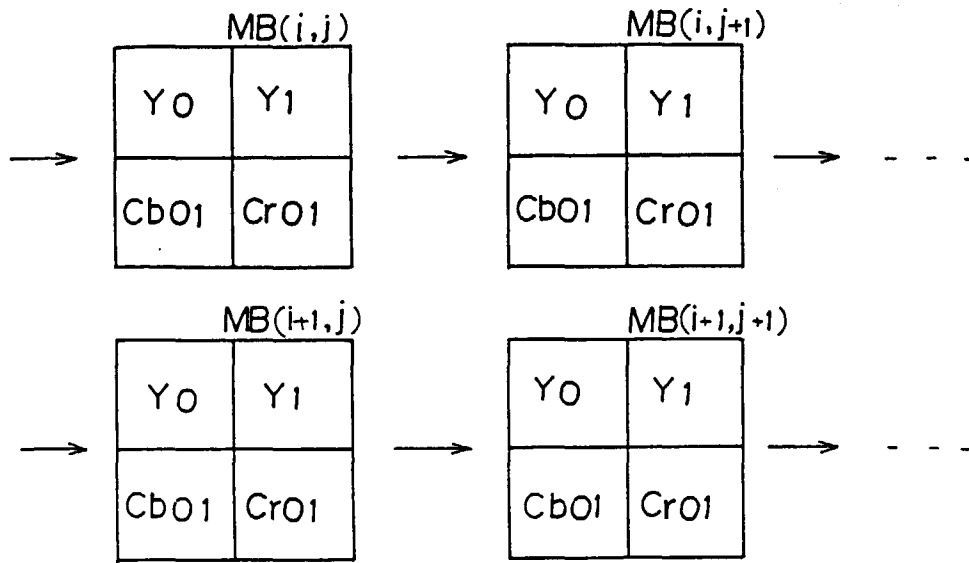 MB(i,j) MB(i,j+1)
Y0 Y1 Y0 Y1
Cb01 Cr01 Cb01 Cr01
MB(i+1,j) MB(i+1,j+1)
Y0 Y1 Y0 Y1
Cb01 Cr01 Cb01 Cr01